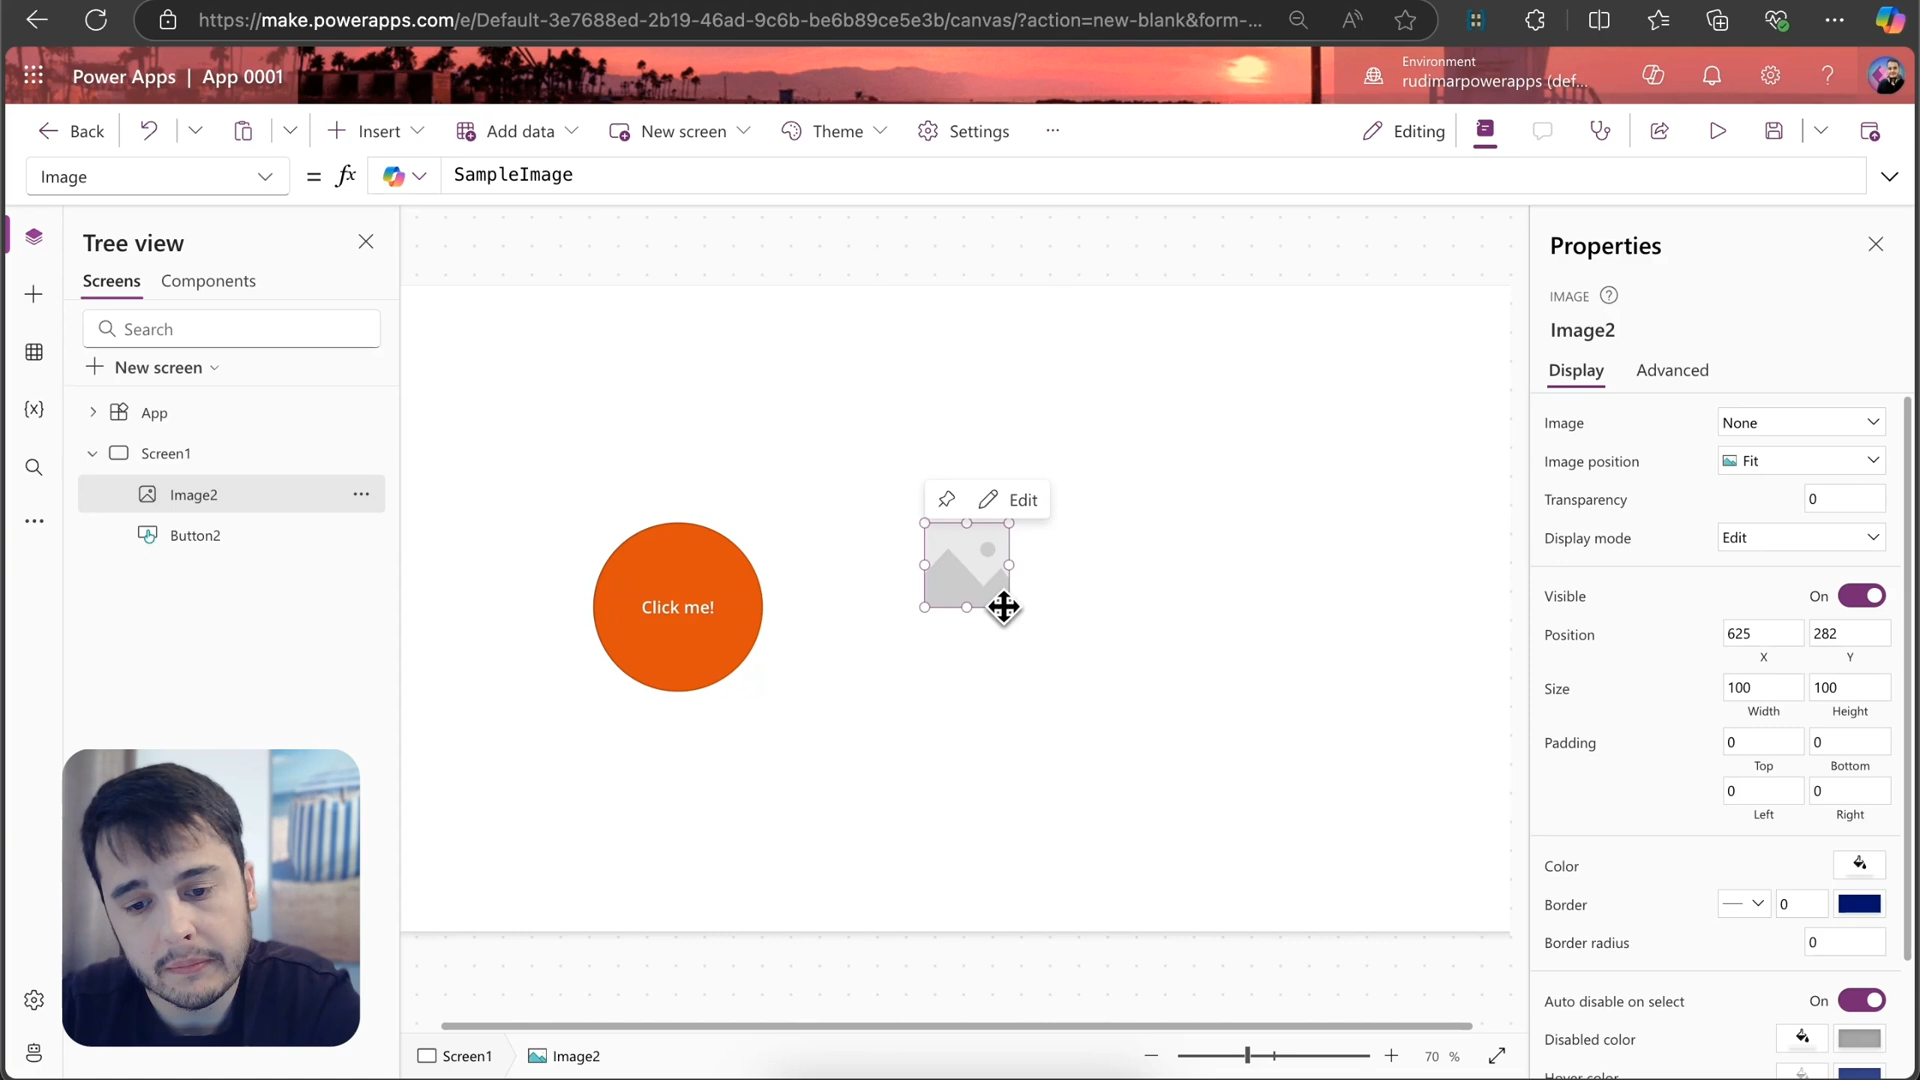 https://make.powerapps.com/e/Default-3e7688ed-2b19-46ad-9c6b-be6b89ce5e3b/canvas/?action=new-blank&form-...
Power Apps | App 0001
Environment
rudimarpowerapps (def...
Back
Insert
Add data
New screen
Theme
Settings
Editing
Image
= fx
SampleImage
Tree view
Screens
Components
Search
New screen
App
Screen1
Image2
Button2
Edit
Click me!
Properties
IMAGE
Image2
Display
Advanced
Image
None
Image position
Fit
Transparency
0
Display mode
Edit
Visible
On
Position
625
282
X
Y
Size
100
100
Width
Height
Padding
0
0
Top
Bottom
0
0
Left
Right
Color
Border
0
Border radius
0
Auto disable on select
On
Disabled color
Hover color
Screen1
Image2
70 %